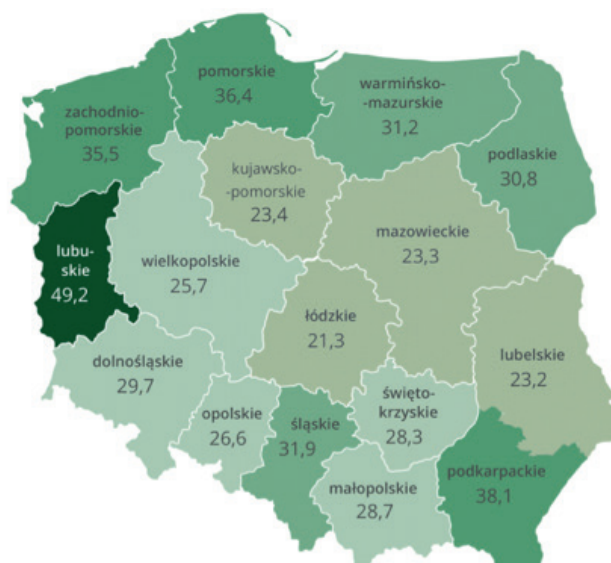 pomorskie
36,4
warmińsko-
-mazurskie
31,2
zachodnio-
pomorskie
35,5
podlaskie
30,8
kujawsko-
-pomorskie
23,4
mazowieckie
23,3
lubu-
skie
49,2
wielkopolskie
25,7
łódzkie
21,3
lubelskie
23,2
dolnośląskie
29,7
opolskie
26,6
śląskie
31,9
święto-
krzyskie
28,3
małopolskie
28,7
podkarpackie
38,1